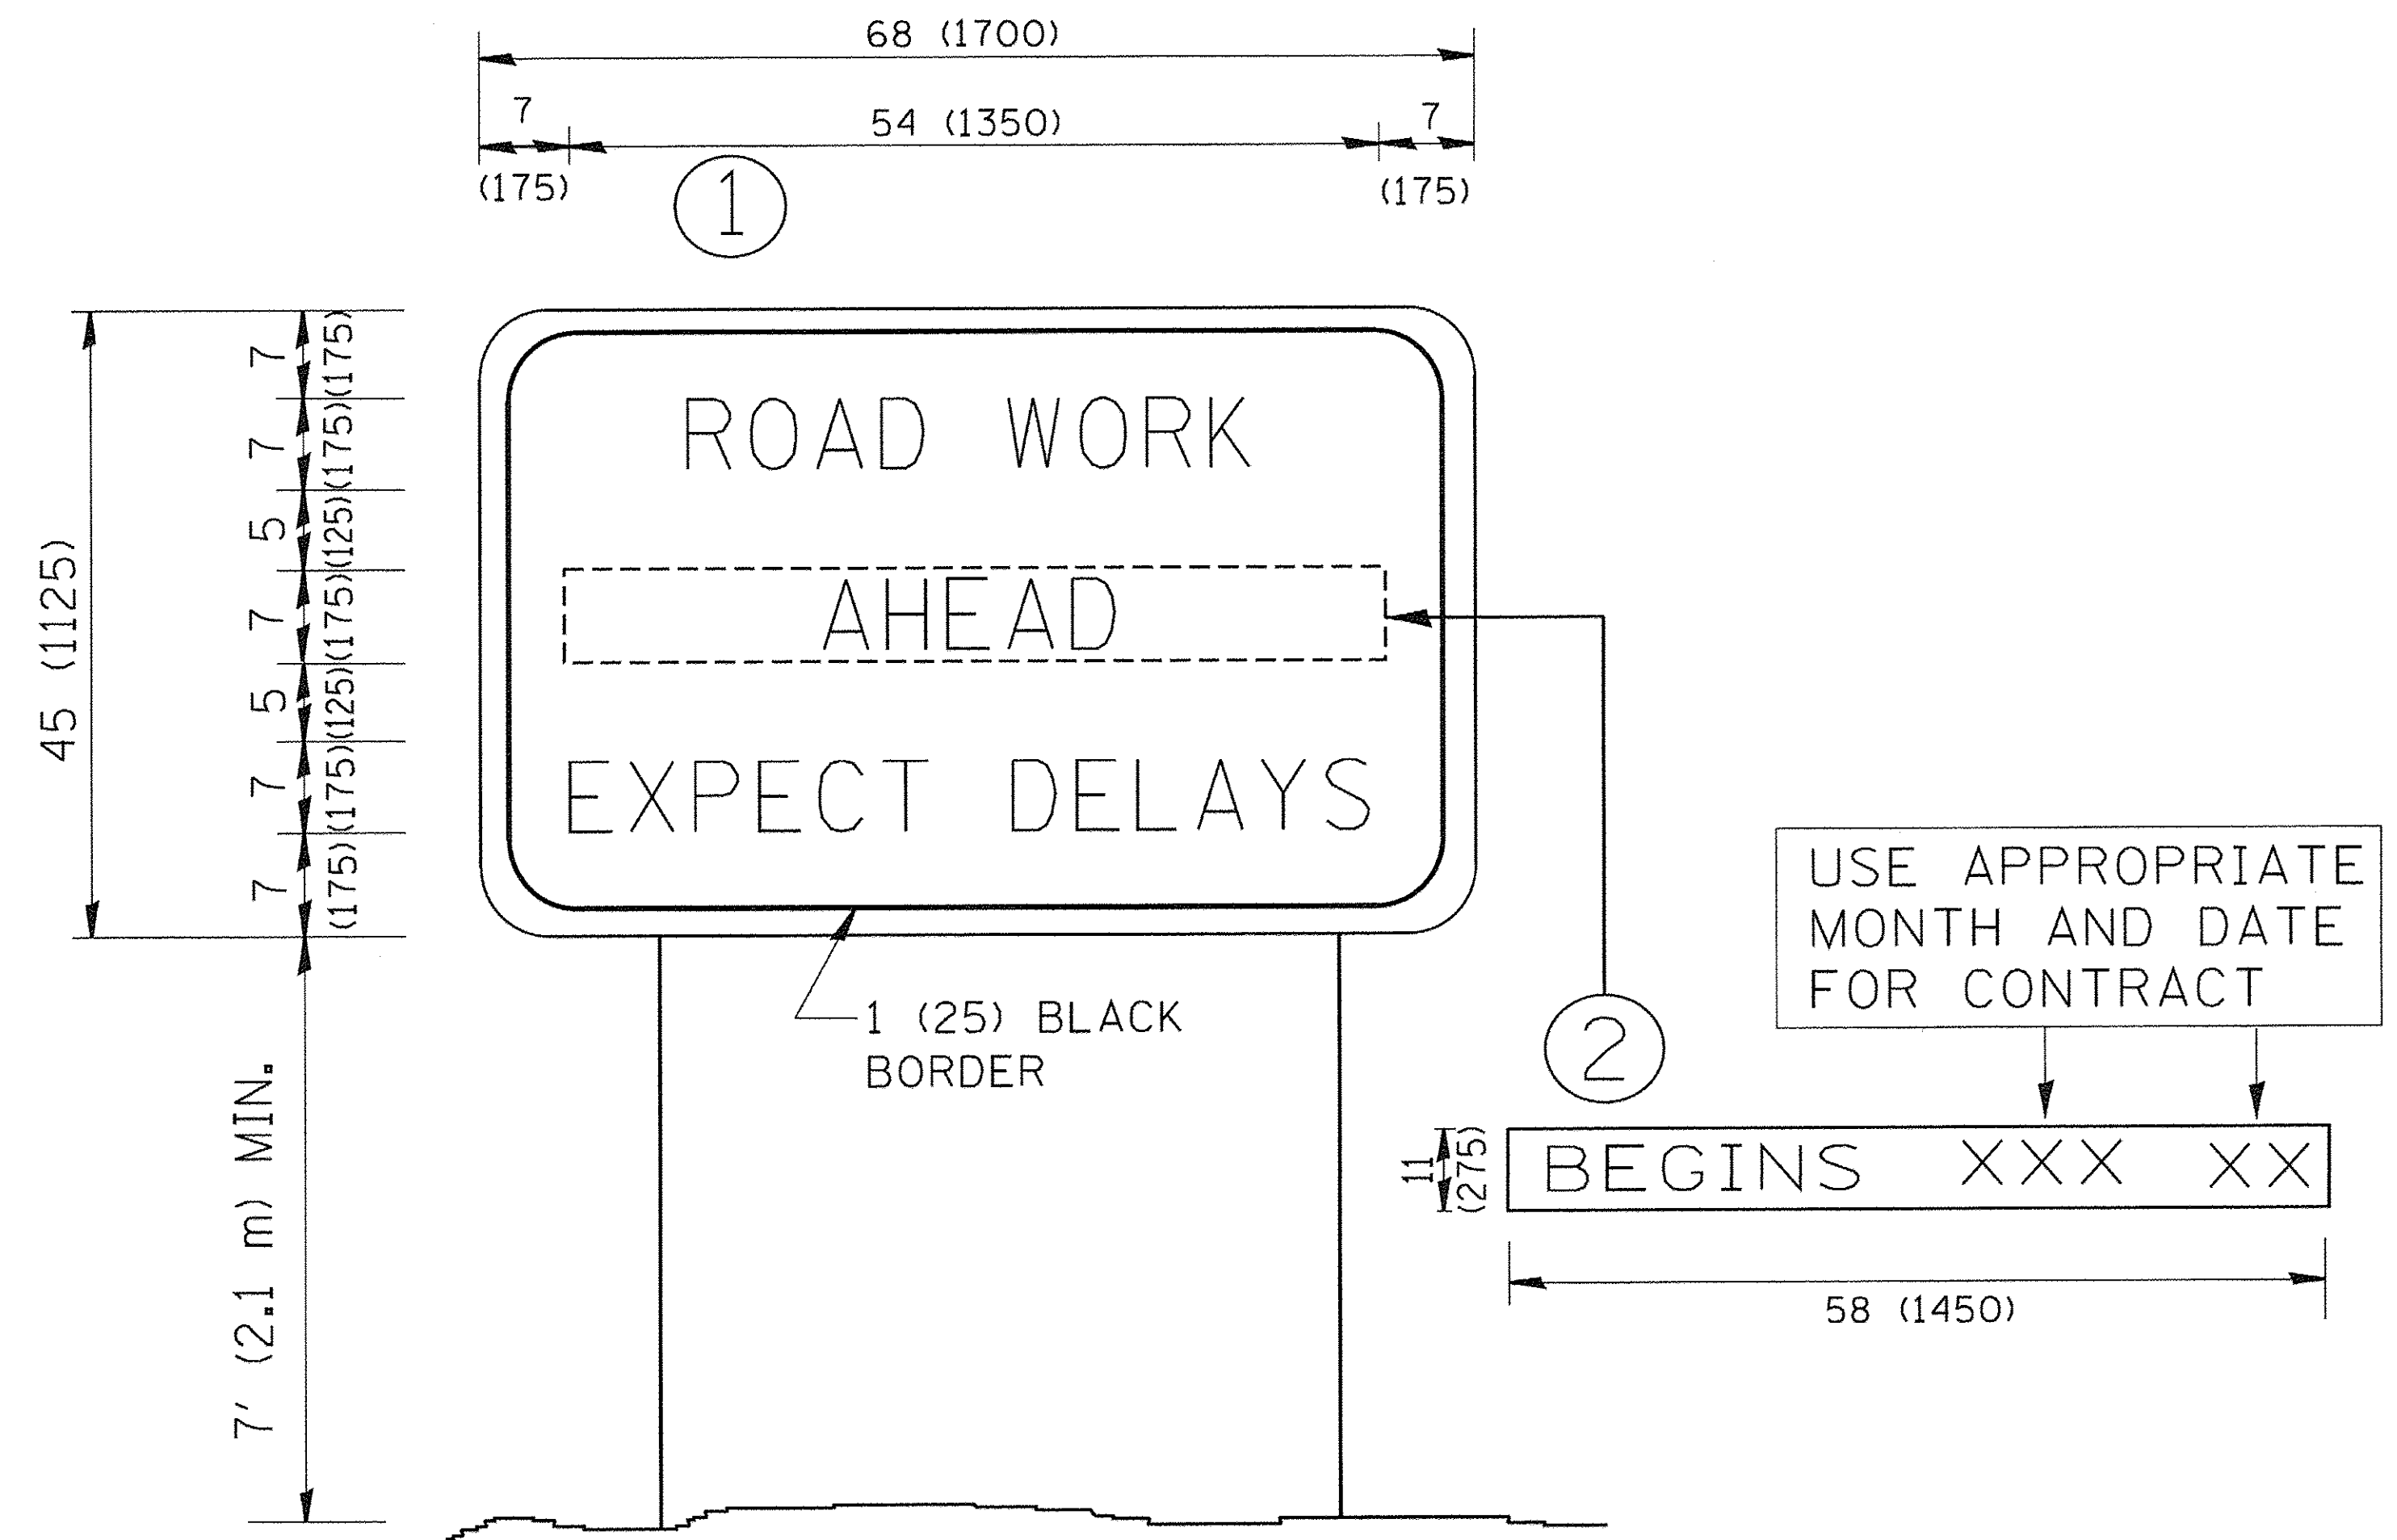 68 (1700)
7
54 (1350)
7
(175)
(175)
1
45 (1125)
7 (175)
7 (175)
5 (125)
7 (175)
5 (125)
7 (175)
7 (175)
ROAD WORK
AHEAD
EXPECT DELAYS
1 (25) BLACK
BORDER
7' (2.1 m) MIN.
USE APPROPRIATE
MONTH AND DATE
FOR CONTRACT
2
11
(275)
BEGINS XXX XX
58 (1450)